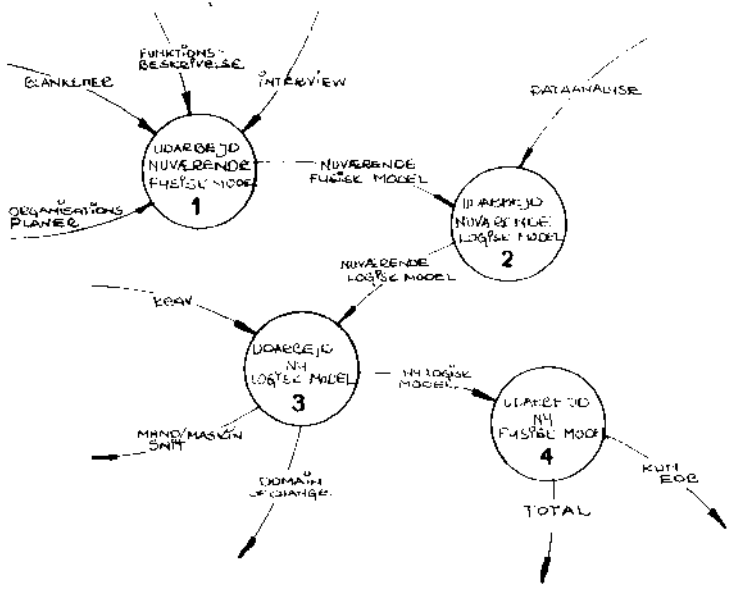 FUNKTIONS-
BESKRIVELSE
BLANKETTER
INTERVIEW
DATAANALYSE
UDARBEJD
NUVÆRENDE
FYSISK MODEL
1
NUVÆRENDE
FYSISK MODEL
ORGANISATIONS
PLANER
UDARBEJD
NUVÆRENDE
LOGISK MODEL
2
NUVÆRENDE
LOGISK MODEL
KRAV
UDARBEJD
NY
LOGISK MODEL
3
NY LOGISK
MODEL
UDARBEJD
NY
FYSISK MODEL
4
MAND/MASKIN
SNIT
DOMAIN
OF CHANGE
KUN
EDB
TOTAL